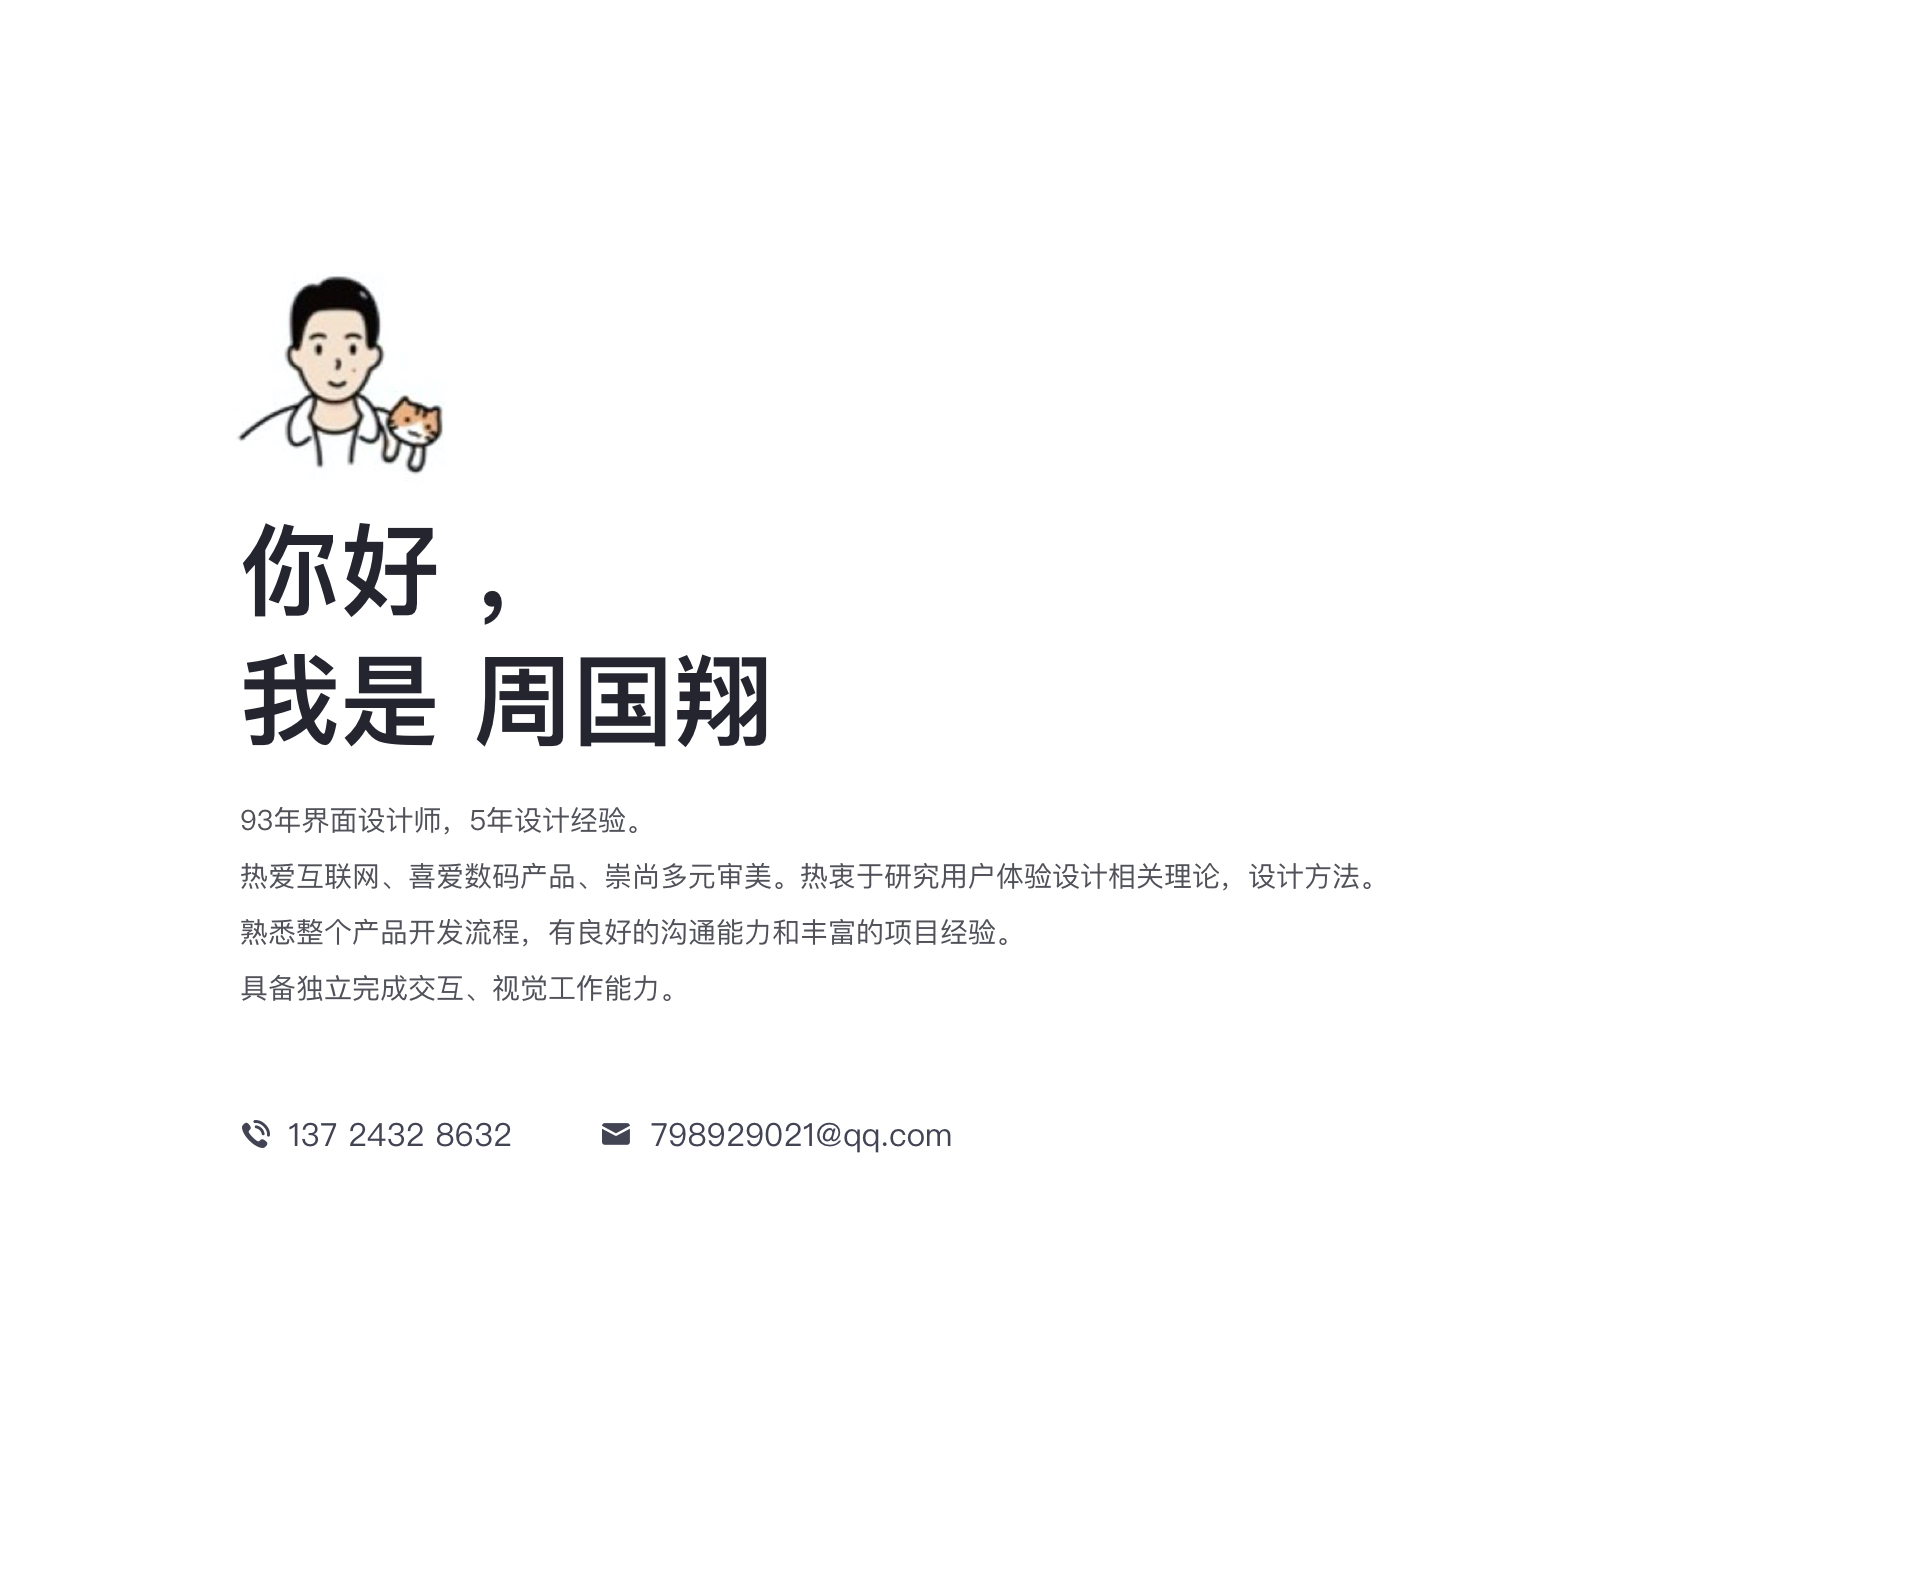 你好 ，
我是 周国翔
93年界面设计师，5年设计经验。
热爱互联网、喜爱数码产品、崇尚多元审美。热衷于研究用户体验设计相关理论，设计方法。
熟悉整个产品开发流程，有良好的沟通能力和丰富的项目经验。
具备独立完成交互、视觉工作能力。
137 2432 8632 798929021@qq.com